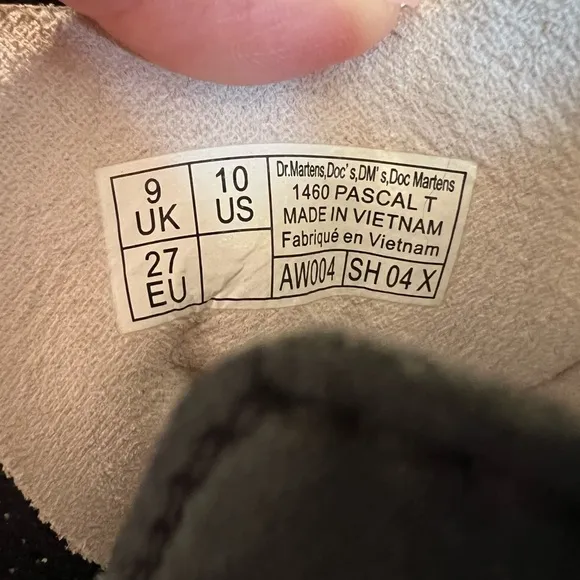 9
UK
10
US
27
EU
Dr.Martens,Doc's,DM's,Doc Martens
1460 PASCAL T
MADE IN VIETNAM
Fabriqué en Vietnam
AW004
SH 04 X